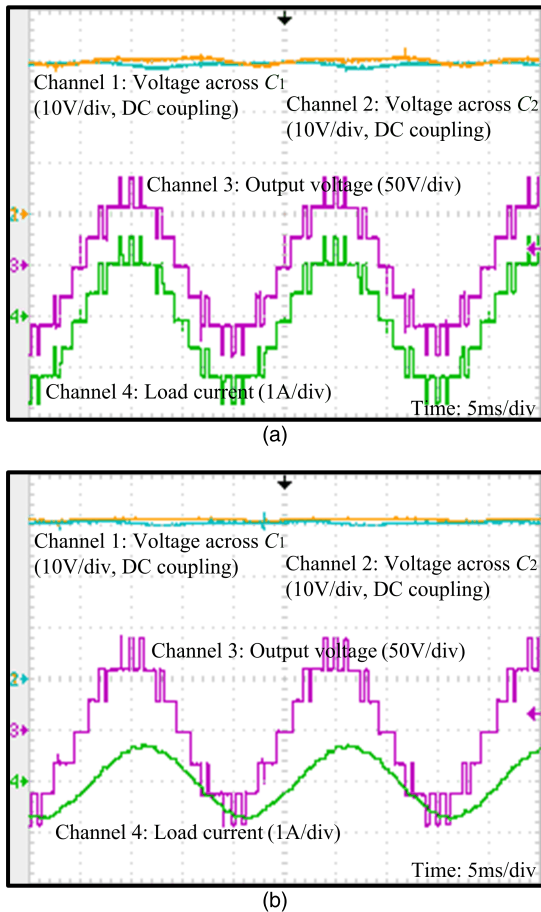 Channel 1: Voltage across C1
(10V/div, DC coupling)
Channel 2: Voltage across C2
(10V/div, DC coupling)
Channel 3: Output voltage (50V/div)
2
3
4
Channel 4: Load current (1A/div)
Time: 5ms/div
(a)
Channel 1: Voltage across C1
(10V/div, DC coupling)
Channel 2: Voltage across C2
(10V/div, DC coupling)
Channel 3: Output voltage (50V/div)
2
3
4
Channel 4: Load current (1A/div)
Time: 5ms/div
(b)